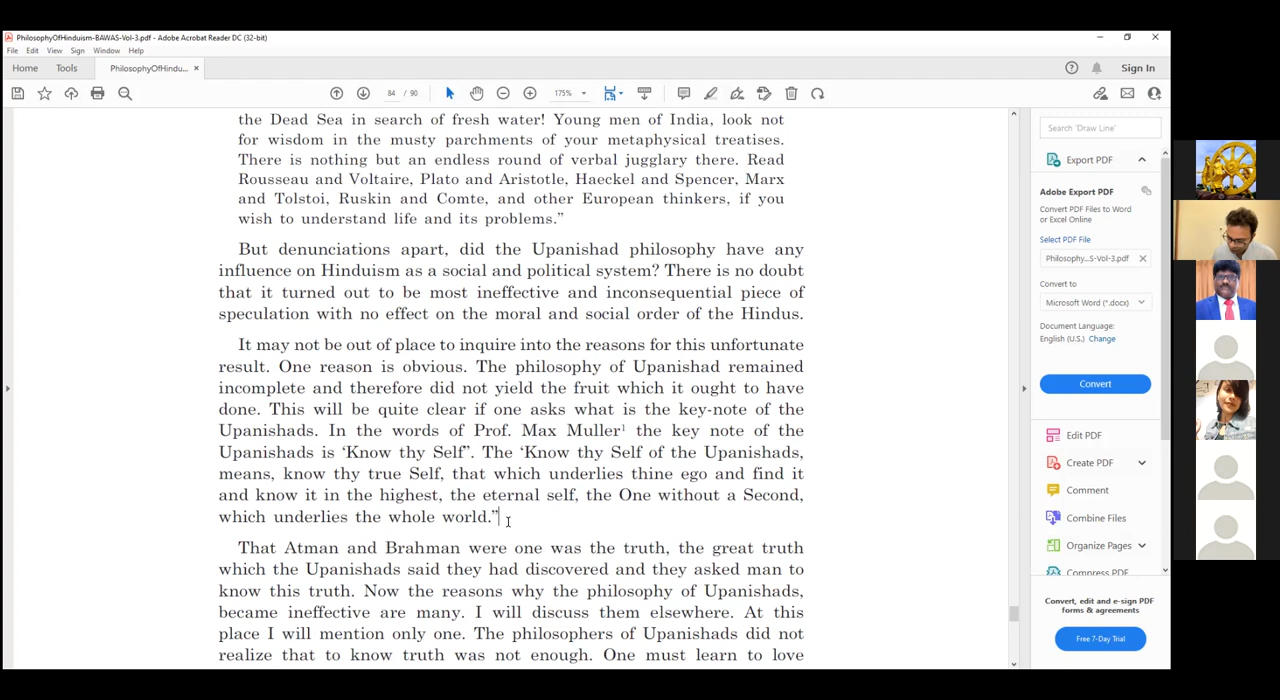 PhilosophyOfHinduism-BAWAS-Vol-3.pdf - Adobe Acrobat Reader DC (32-bit)
File Edit View Sign Window Help
Home Tools PhilosophyOfHindu... × Sign In
84 / 90 175%
the Dead Sea in search of fresh water! Young men of India, look not
for wisdom in the musty parchments of your metaphysical treatises.
There is nothing but an endless round of verbal jugglary there. Read
Rousseau and Voltaire, Plato and Aristotle, Haeckel and Spencer, Marx
and Tolstoi, Ruskin and Comte, and other European thinkers, if you
wish to understand life and its problems.”
But denunciations apart, did the Upanishad philosophy have any
influence on Hinduism as a social and political system? There is no doubt
that it turned out to be most ineffective and inconsequential piece of
speculation with no effect on the moral and social order of the Hindus.
It may not be out of place to inquire into the reasons for this unfortunate
result. One reason is obvious. The philosophy of Upanishad remained
incomplete and therefore did not yield the fruit which it ought to have
done. This will be quite clear if one asks what is the key-note of the
Upanishads. In the words of Prof. Max Muller¹ the key note of the
Upanishads is ‘Know thy Self”. The ‘Know thy Self of the Upanishads,
means, know thy true Self, that which underlies thine ego and find it
and know it in the highest, the eternal self, the One without a Second,
which underlies the whole world.”
That Atman and Brahman were one was the truth, the great truth
which the Upanishads said they had discovered and they asked man to
know this truth. Now the reasons why the philosophy of Upanishads,
became ineffective are many. I will discuss them elsewhere. At this
place I will mention only one. The philosophers of Upanishads did not
realize that to know truth was not enough. One must learn to love
Search 'Draw Line'
Export PDF
Adobe Export PDF
Convert PDF Files to Word
or Excel Online
Select PDF File
Philosophy...S-Vol-3.pdf
Convert to
Microsoft Word (*.docx)
Document Language:
English (U.S.) Change
Convert
Edit PDF
Create PDF
Comment
Combine Files
Organize Pages
Compress PDF
Convert, edit and e-sign PDF
forms & agreements
Free 7-Day Trial